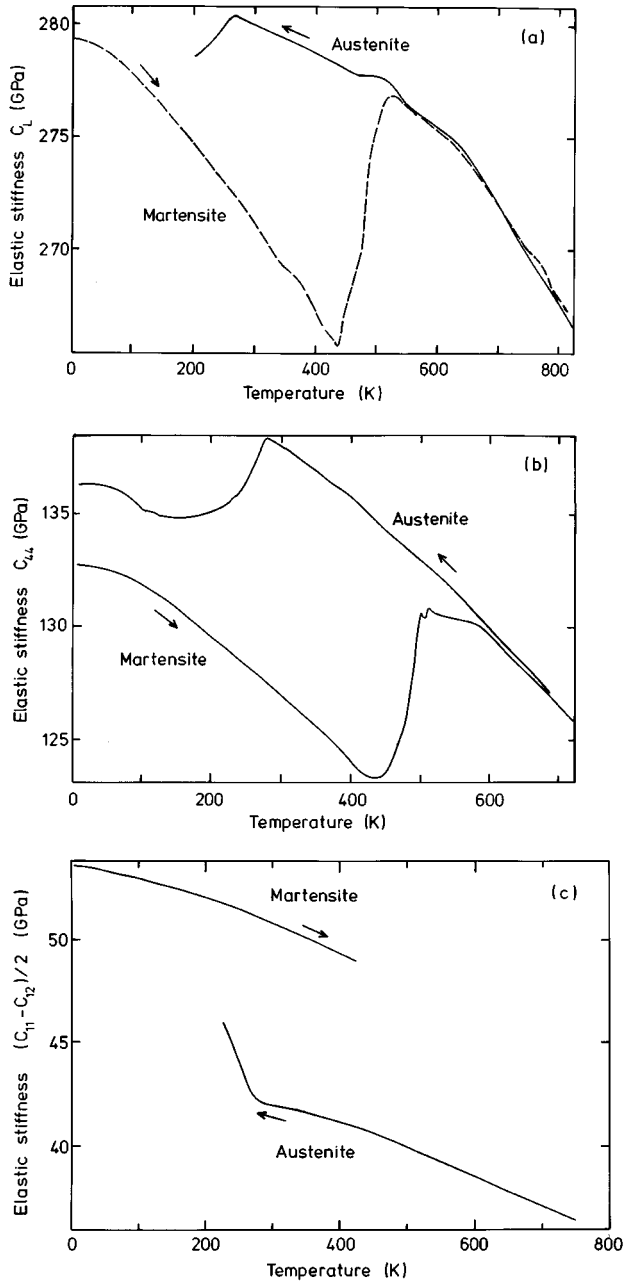 280
275
270
Elastic stiffness C_L (GPa)
(a)
Austenite
Martensite
0 200 400 600 800
Temperature (K)
135
130
125
Elastic stiffness C_44 (GPa)
(b)
Austenite
Martensite
0 200 400 600
Temperature (K)
50
45
40
Elastic stiffness (C_11-C_12)/2 (GPa)
(c)
Martensite
Austenite
0 200 400 600 800
Temperature (K)